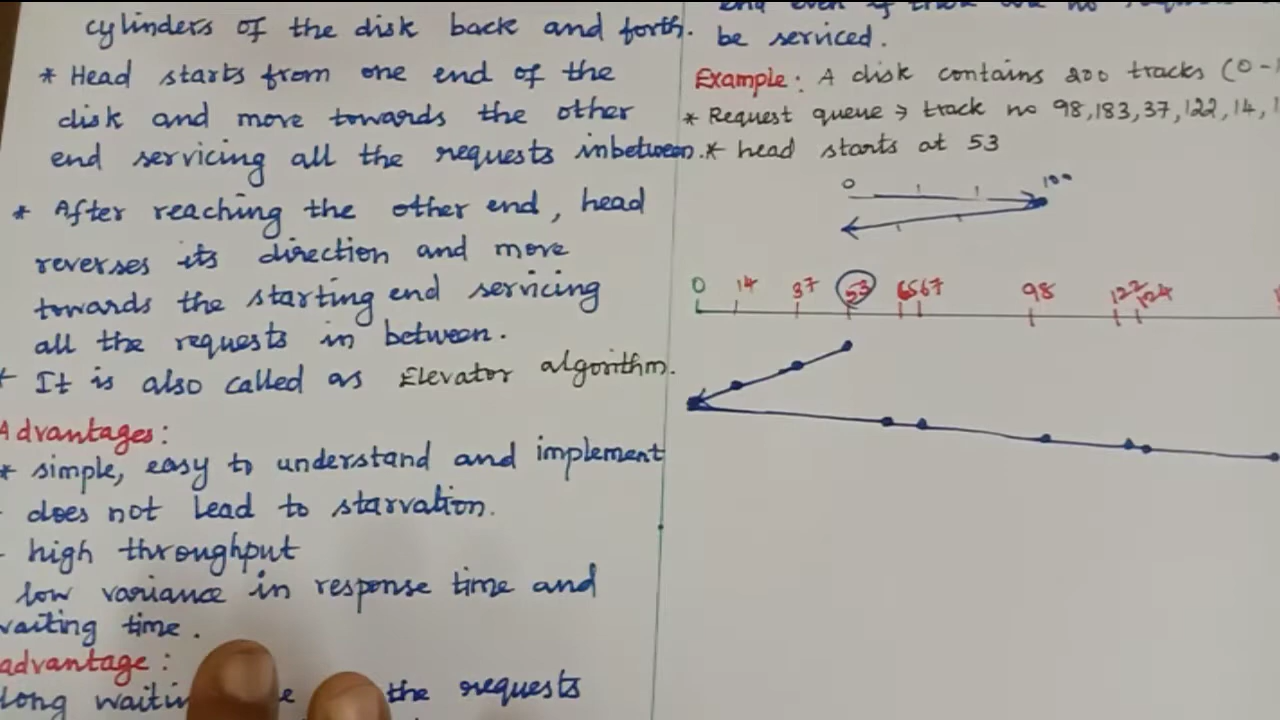 cylinders of the disk back and forth.
* Head starts from one end of the
disk and move towards the other
end servicing all the requests inbetween.
* After reaching the other end, head
reverses its direction and move
towards the starting end servicing
all the requests in between.
* It is also called as Elevator algorithm.
Advantages:
* simple, easy to understand and implement
- does not lead to starvation.
- high throughput
low variance in response time and
waiting time.
advantage:
long the requests
be serviced.
Example: A disk contains 200 tracks (0-
* Request queue → track no 98,183,37,122,14,
* head starts at 53
0 100
0 14 37 53 65 67 98 122 124